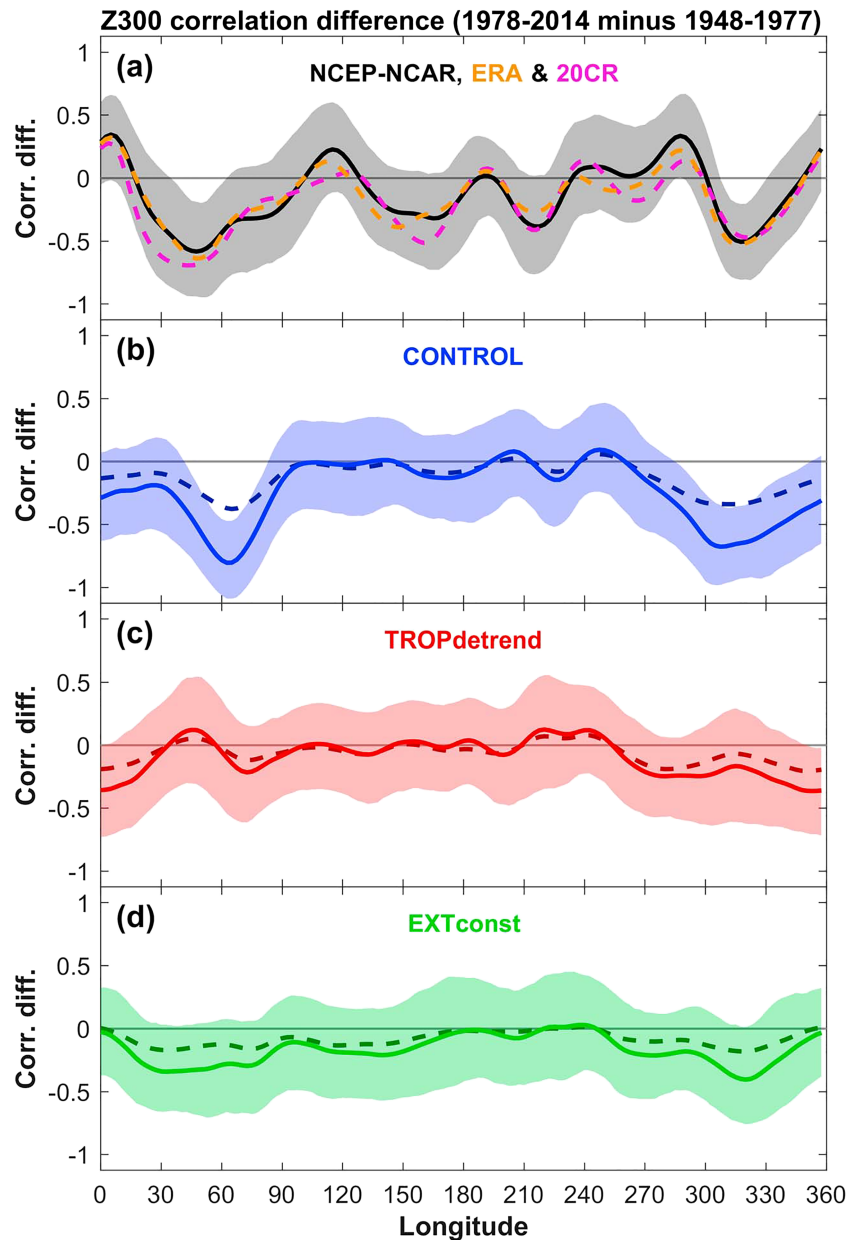 Z300 correlation difference (1978-2014 minus 1948-1977)
(a)
NCEP-NCAR, ERA & 20CR
Corr. diff.
1
0.5
0
-0.5
-1
(b)
CONTROL
Corr. diff.
1
0.5
0
-0.5
-1
(c)
TROPdetrend
Corr. diff.
1
0.5
0
-0.5
-1
(d)
EXTconst
Corr. diff.
1
0.5
0
-0.5
-1
0 30 60 90 120 150 180 210 240 270 300 330 360
Longitude